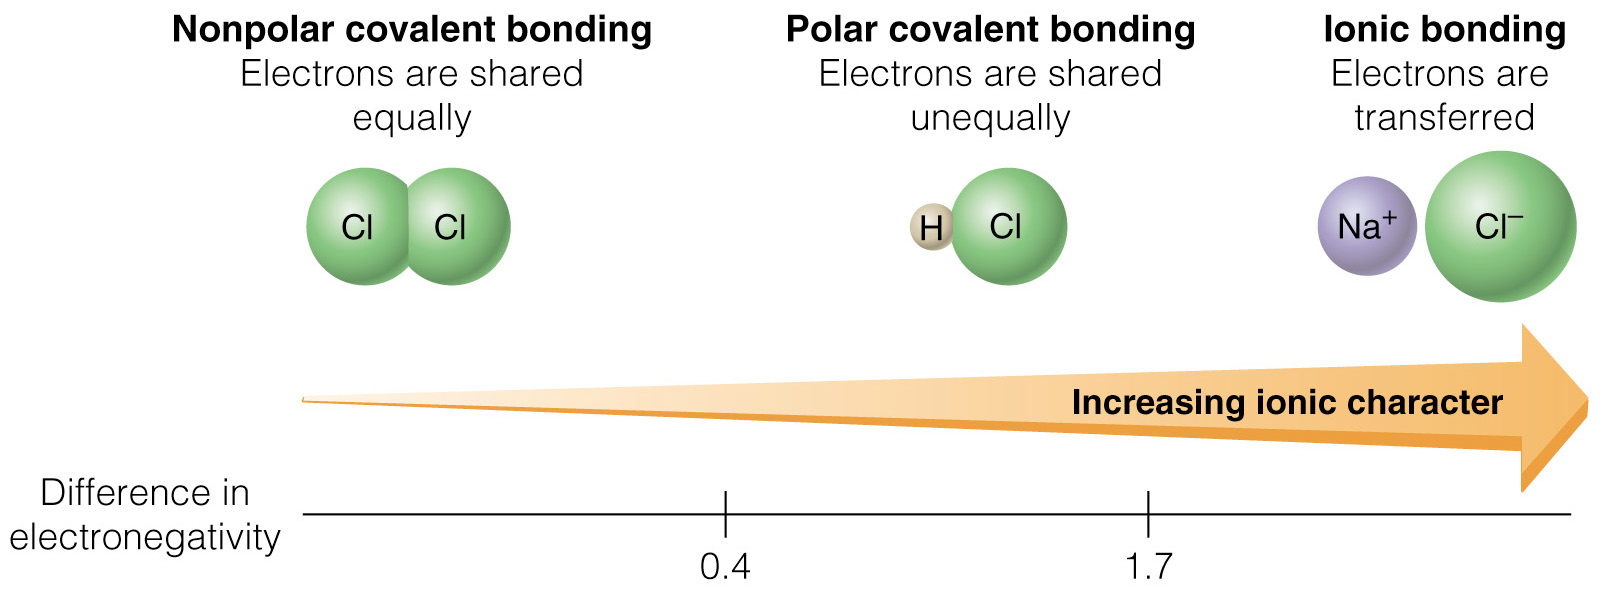 Nonpolar covalent bonding
Electrons are shared
equally
Polar covalent bonding
Electrons are shared
unequally
Ionic bonding
Electrons are
transferred
Cl Cl
H Cl
Na⁺ Cl⁻
Increasing ionic character
Difference in
electronegativity
0.4 1.7